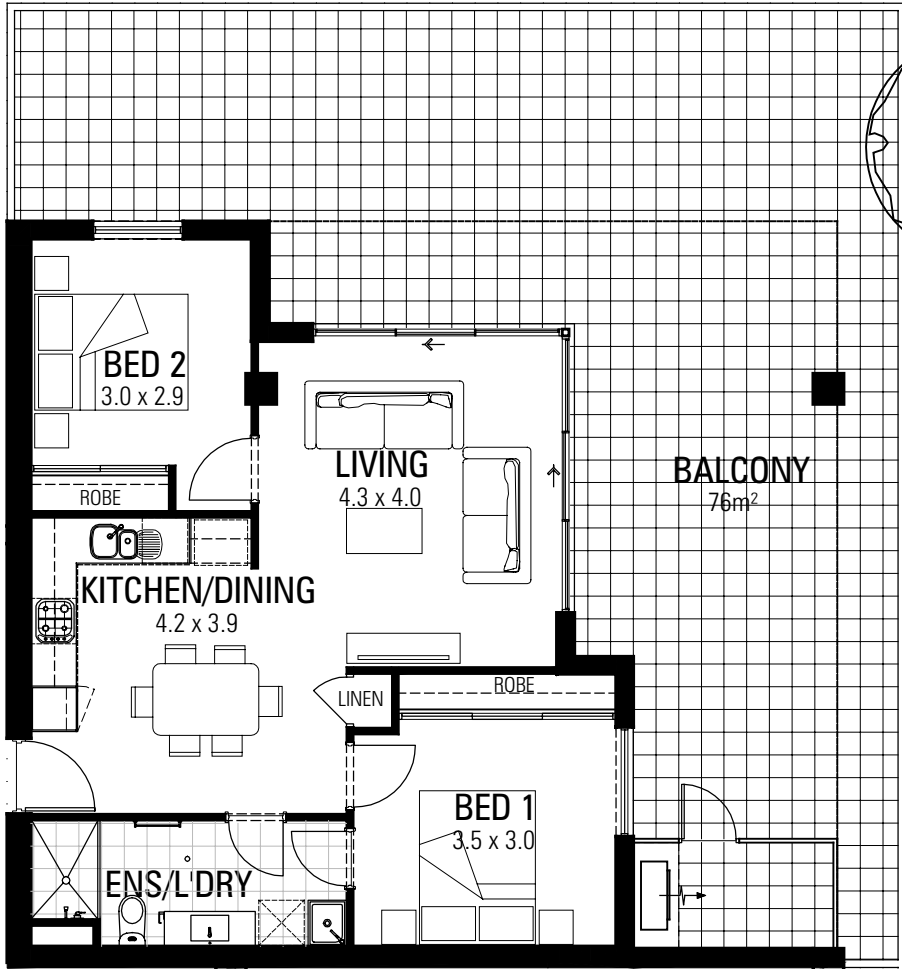 BED 2
3.0 x 2.9
ROBE
LIVING
4.3 x 4.0
BALCONY
76m²
KITCHEN/DINING
4.2 x 3.9
LINEN
ROBE
BED 1
3.5 x 3.0
ENS/L'DRY